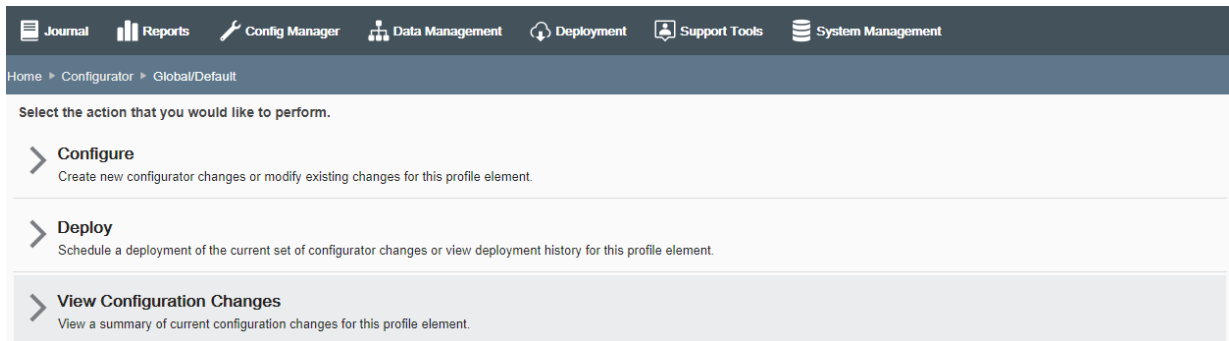 Journal Reports Config Manager Data Management Deployment Support Tools System Management
Home Configurator Global/Default
Select the action that you would like to perform.
Configure
Create new configurator changes or modify existing changes for this profile element.
Deploy
Schedule a deployment of the current set of configurator changes or view deployment history for this profile element.
View Configuration Changes
View a summary of current configuration changes for this profile element.